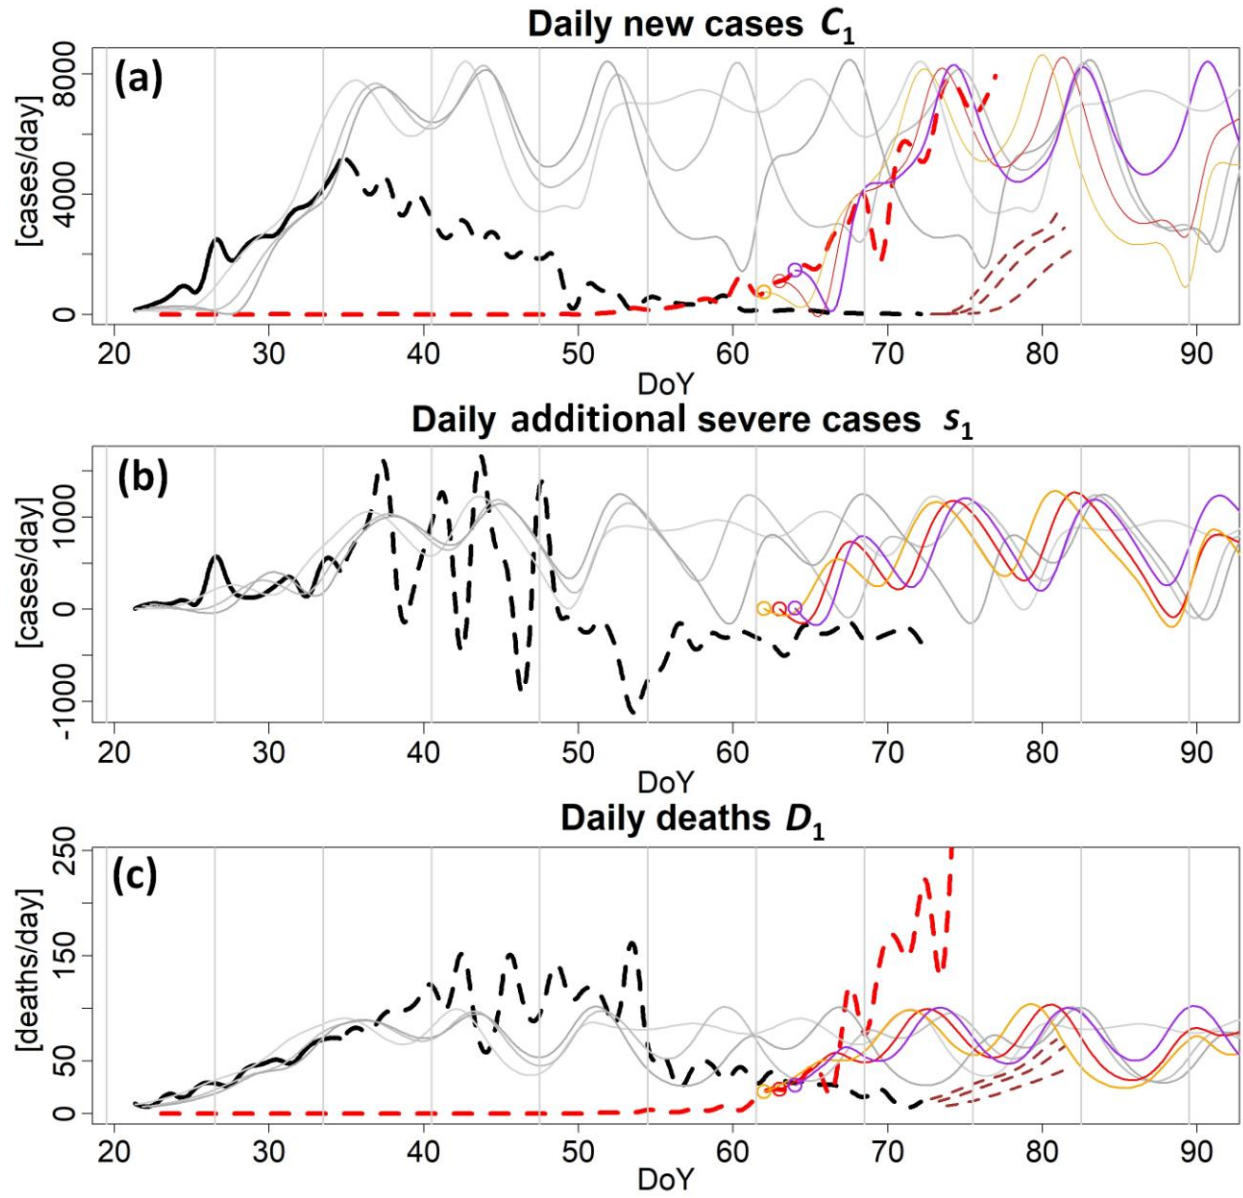 Daily new cases C₁
(a)
[cases/day]
8000
4000
0
20 30 40 50 60 70 80 90
DoY
Daily additional severe cases s₁
(b)
[cases/day]
1000
0
-1000
20 30 40 50 60 70 80 90
DoY
Daily deaths D₁
(c)
[deaths/day]
250
150
50
0
20 30 40 50 60 70 80 90
DoY